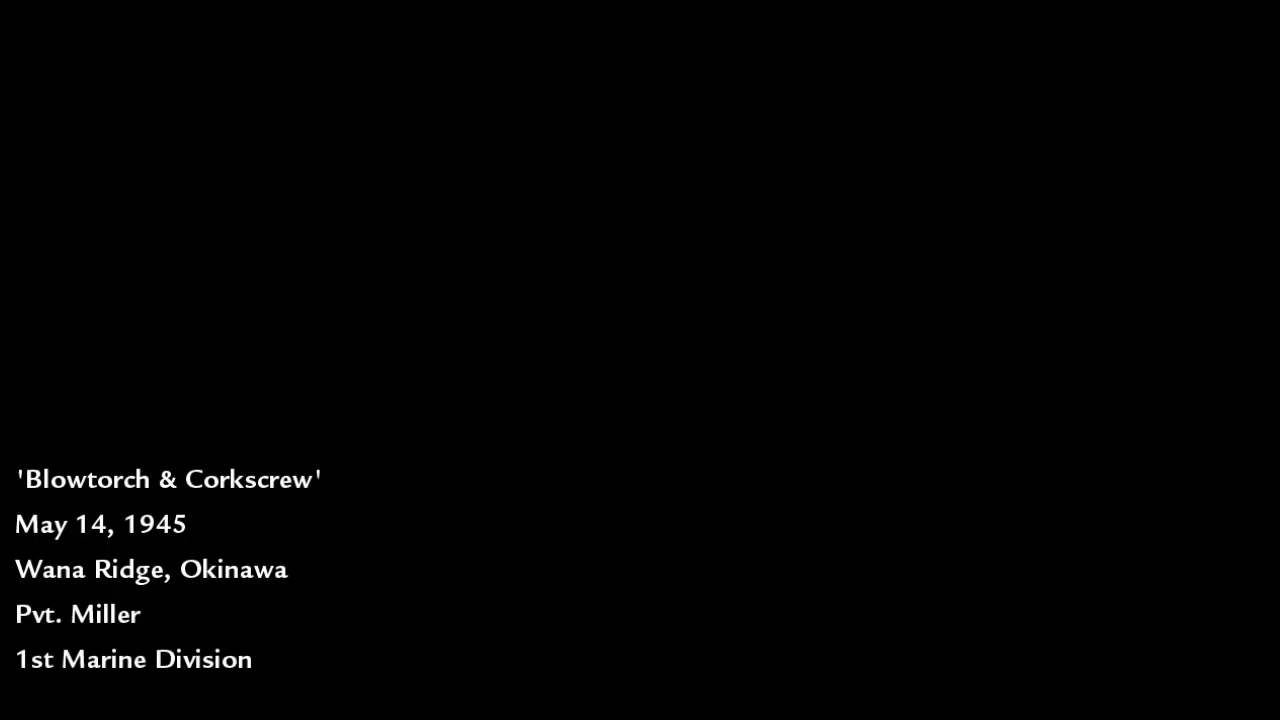 'Blowtorch & Corkscrew'
May 14, 1945
Wana Ridge, Okinawa
Pvt. Miller
1st Marine Division